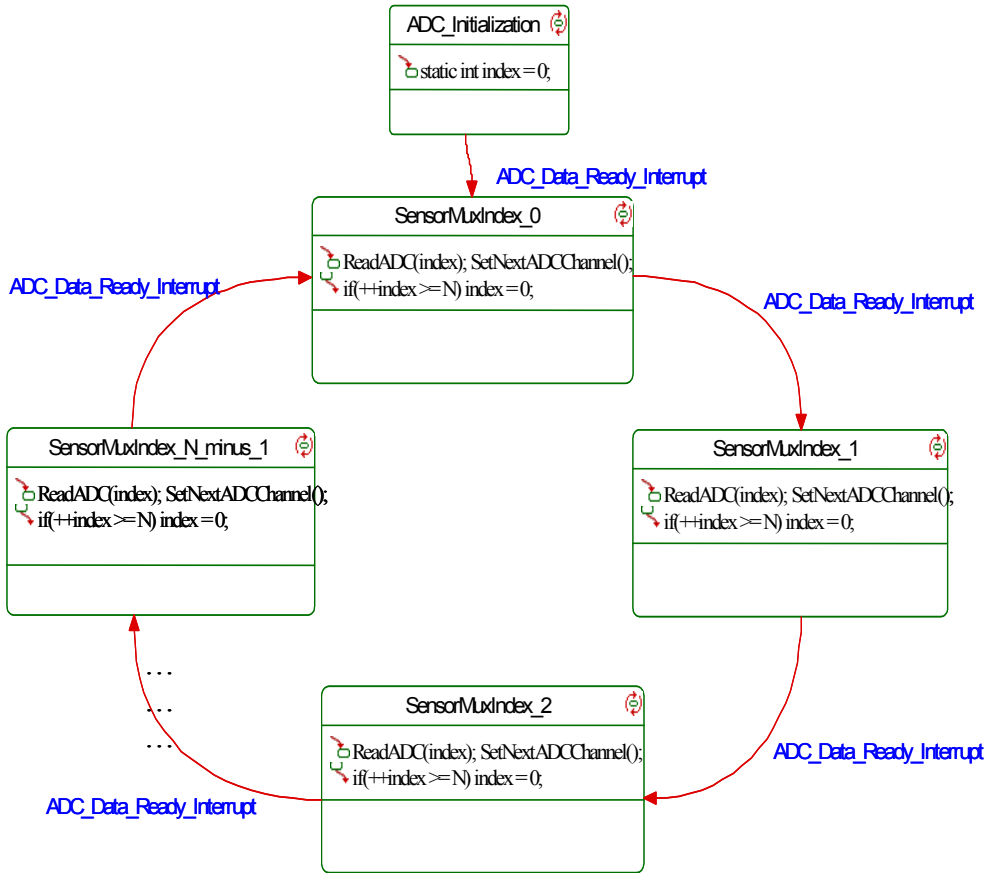 ADC_Initialization
static int index = 0;
ADC_Data_Ready_Interrupt
SensorMuxIndex_0
ReadADC(index); SetNextADCChannel();
if(++index >= N) index = 0;
ADC_Data_Ready_Interrupt
ADC_Data_Ready_Interrupt
SensorMuxIndex_N_minus_1
ReadADC(index); SetNextADCChannel();
if(++index >= N) index = 0;
SensorMuxIndex_1
ReadADC(index); SetNextADCChannel();
if(++index >= N) index = 0;
...
...
...
SensorMuxIndex_2
ReadADC(index); SetNextADCChannel();
if(++index >= N) index = 0;
ADC_Data_Ready_Interrupt
ADC_Data_Ready_Interrupt